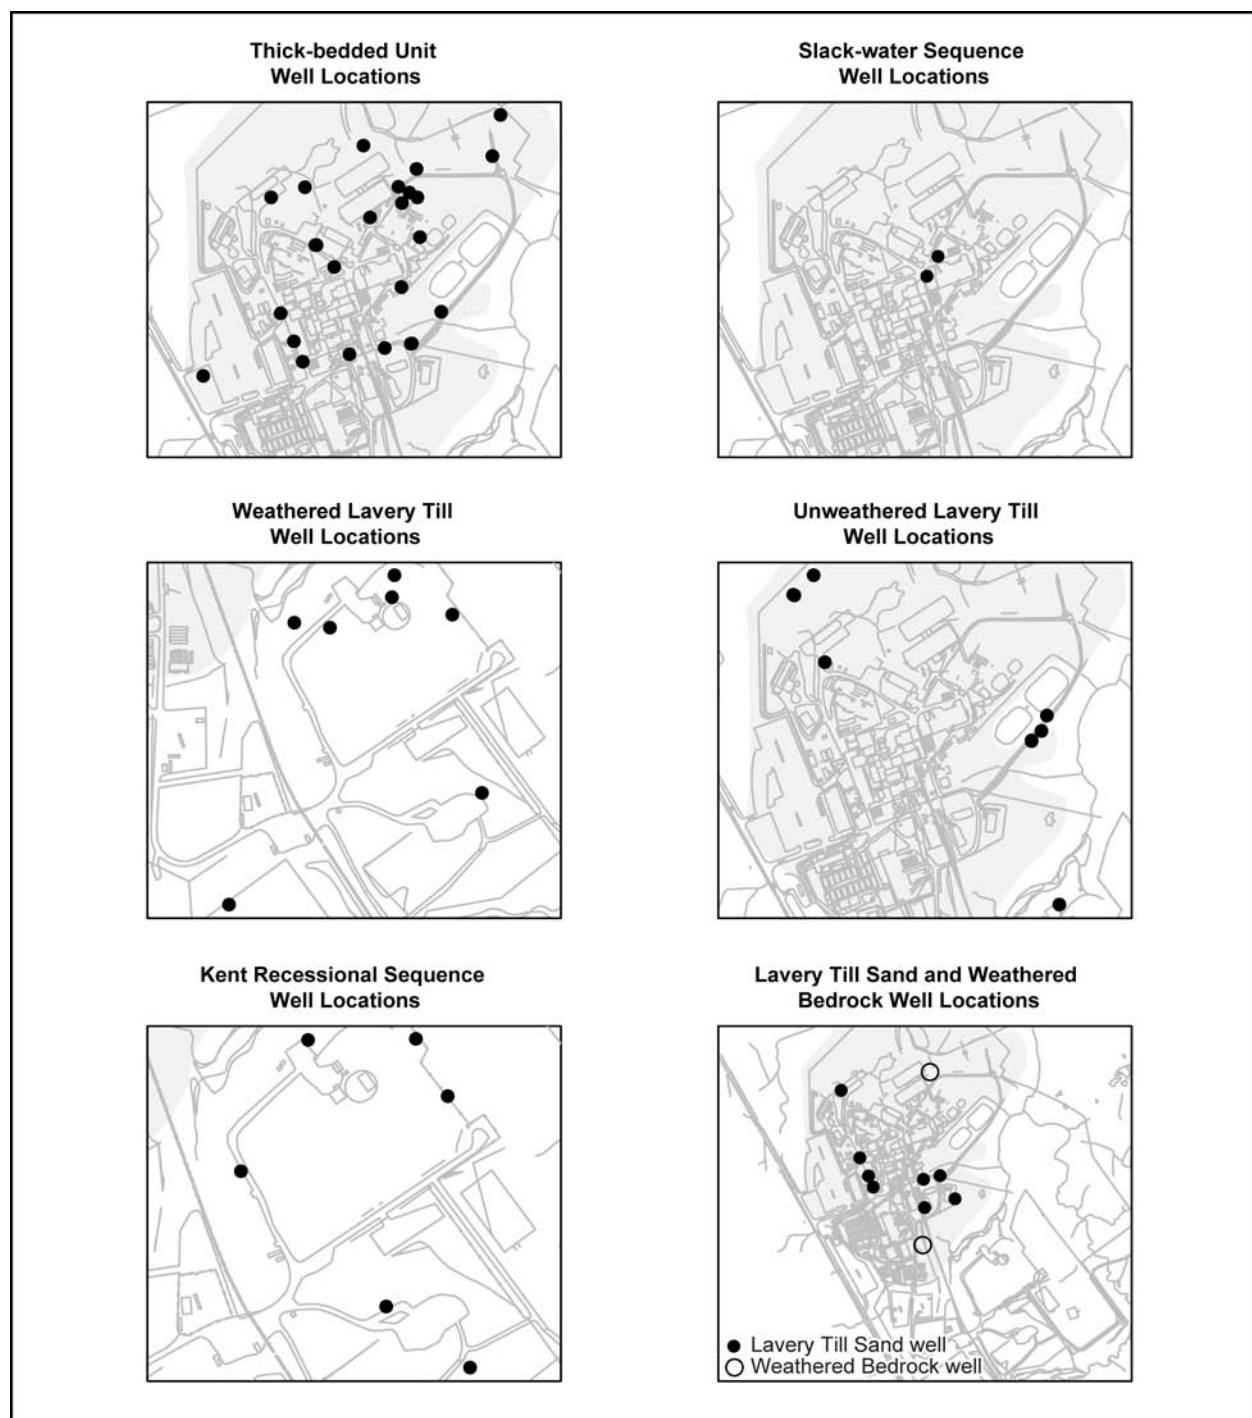 Thick-bedded Unit
Well Locations
Slack-water Sequence
Well Locations
Weathered Lavery Till
Well Locations
Unweathered Lavery Till
Well Locations
Kent Recessional Sequence
Well Locations
Lavery Till Sand and Weathered
Bedrock Well Locations
Lavery Till Sand well
Weathered Bedrock well